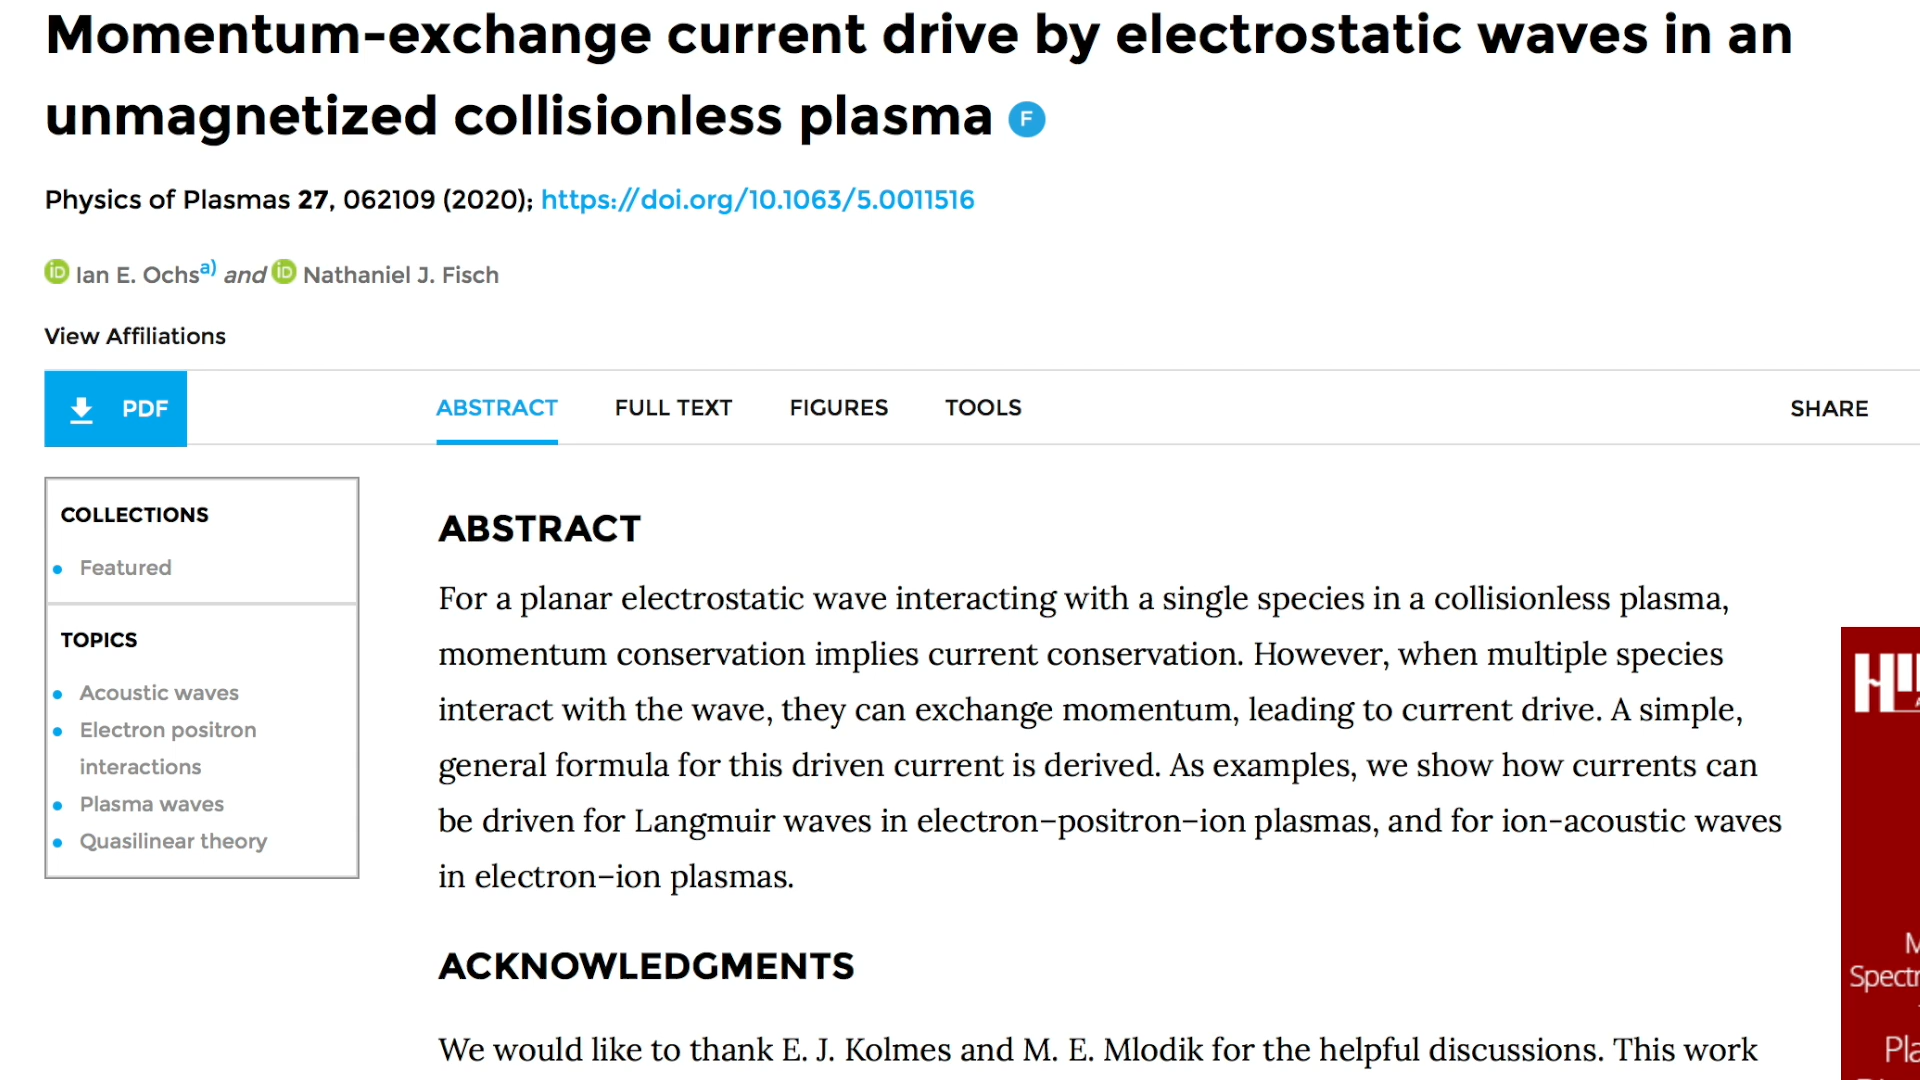 Momentum-exchange current drive by electrostatic waves in an
unmagnetized collisionless plasma F
Physics of Plasmas 27, 062109 (2020); https://doi.org/10.1063/5.0011516
iD Ian E. Ochs a) and iD Nathaniel J. Fisch
View Affiliations
PDF
ABSTRACT FULL TEXT FIGURES TOOLS SHARE
COLLECTIONS
Featured
TOPICS
Acoustic waves
Electron positron
interactions
Plasma waves
Quasilinear theory
ABSTRACT
For a planar electrostatic wave interacting with a single species in a collisionless plasma,
momentum conservation implies current conservation. However, when multiple species
interact with the wave, they can exchange momentum, leading to current drive. A simple,
general formula for this driven current is derived. As examples, we show how currents can
be driven for Langmuir waves in electron–positron–ion plasmas, and for ion-acoustic waves
in electron–ion plasmas.
ACKNOWLEDGMENTS
We would like to thank E. J. Kolmes and M. E. Mlodik for the helpful discussions. This work